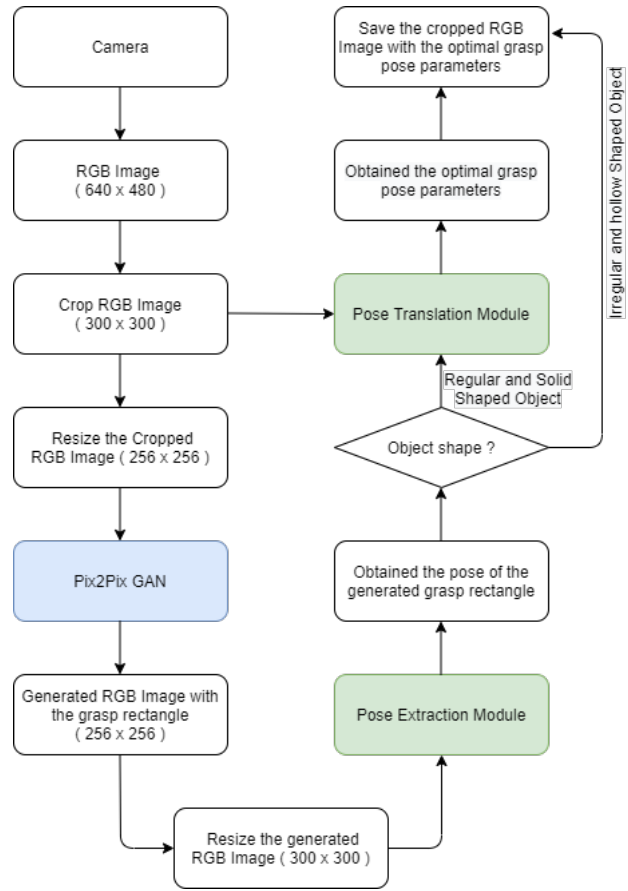 Camera
RGB Image
( 640 x 480 )
Crop RGB Image
( 300 x 300 )
Resize the Cropped
RGB Image ( 256 x 256 )
Pix2Pix GAN
Generated RGB Image with
the grasp rectangle
( 256 x 256 )
Resize the generated
RGB Image ( 300 x 300 )
Pose Extraction Module
Obtained the pose of the
generated grasp rectangle
Object shape ?
Regular and Solid
Shaped Object
Irregular and hollow Shaped Object
Pose Translation Module
Obtained the optimal grasp
pose parameters
Save the cropped RGB
Image with the optimal grasp
pose parameters